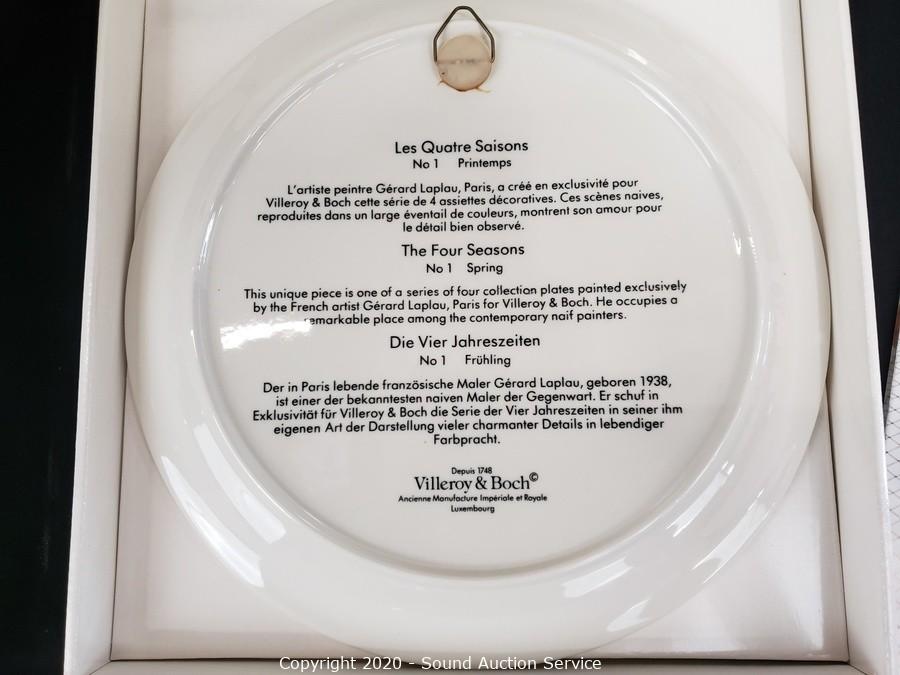 Les Quatre Saisons
No 1 Printemps
L'artiste peintre Gérard Laplau, Paris, a créé en exclusivité pour
Villeroy & Boch cette série de 4 assiettes décoratives. Ces scènes naives,
reproduites dans un large éventail de couleurs, montrent son amour pour
le détail bien observé.
The Four Seasons
No 1 Spring
This unique piece is one of a series of four collection plates painted exclusively
by the French artist Gérard Laplau, Paris for Villeroy & Boch. He occupies a
remarkable place among the contemporary naif painters.
Die Vier Jahreszeiten
No 1 Frühling
Der in Paris lebende französische Maler Gérard Laplau, geboren 1938,
ist einer der bekanntesten naiven Maler der Gegenwart. Er schuf in
Exklusivität für Villeroy & Boch die Serie der Vier Jahreszeiten in seiner ihm
eigenen Art der Darstellung vieler charmanter Details in lebendiger
Farbpracht.
Depuis 1748
Villeroy & Boch©
Ancienne Manufacture Impériale et Royale
Luxembourg
Copyright 2020 - Sound Auction Service